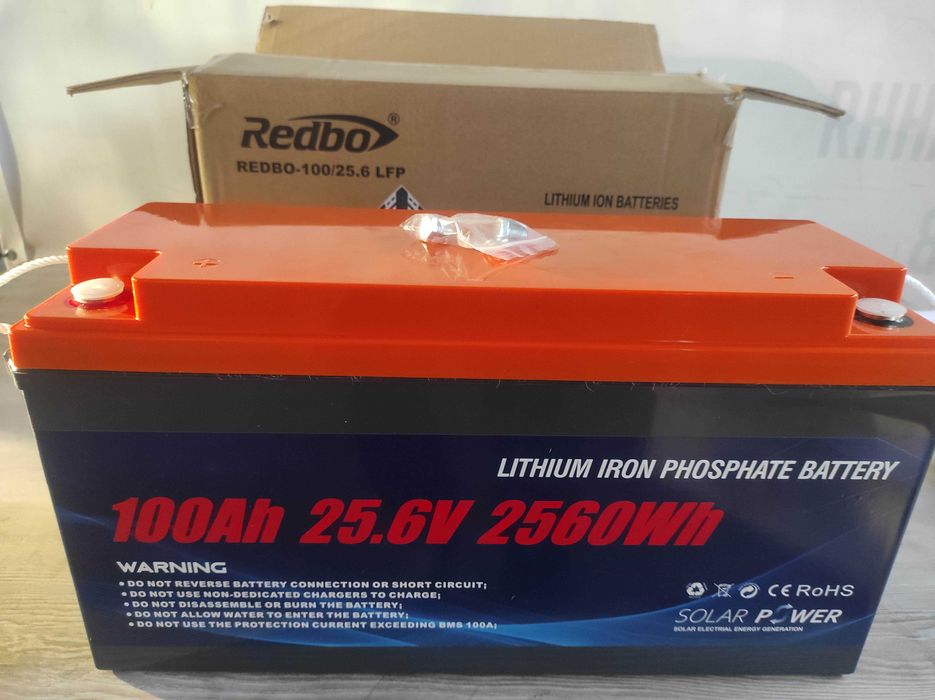 Redbo®
REDBO-100/25.6 LFP
LITHIUM ION BATTERIES
+
-
LITHIUM IRON PHOSPHATE BATTERY
100Ah 25.6V 2560Wh
WARNING
• DO NOT REVERSE BATTERY CONNECTION OR SHORT CIRCUIT;
• DO NOT USE NON-DEDICATED CHARGERS TO CHARGE;
• DO NOT DISASSEMBLE OR BURN THE BATTERY;
• DO NOT ALLOW WATER TO ENTER THE BATTERY;
• DO NOT USE THE PROTECTION CURRENT EXCEEDING BMS 100A;
CE RoHS
SOLAR POWER
SOLAR ELECTRIAL ENERGY GENERATION